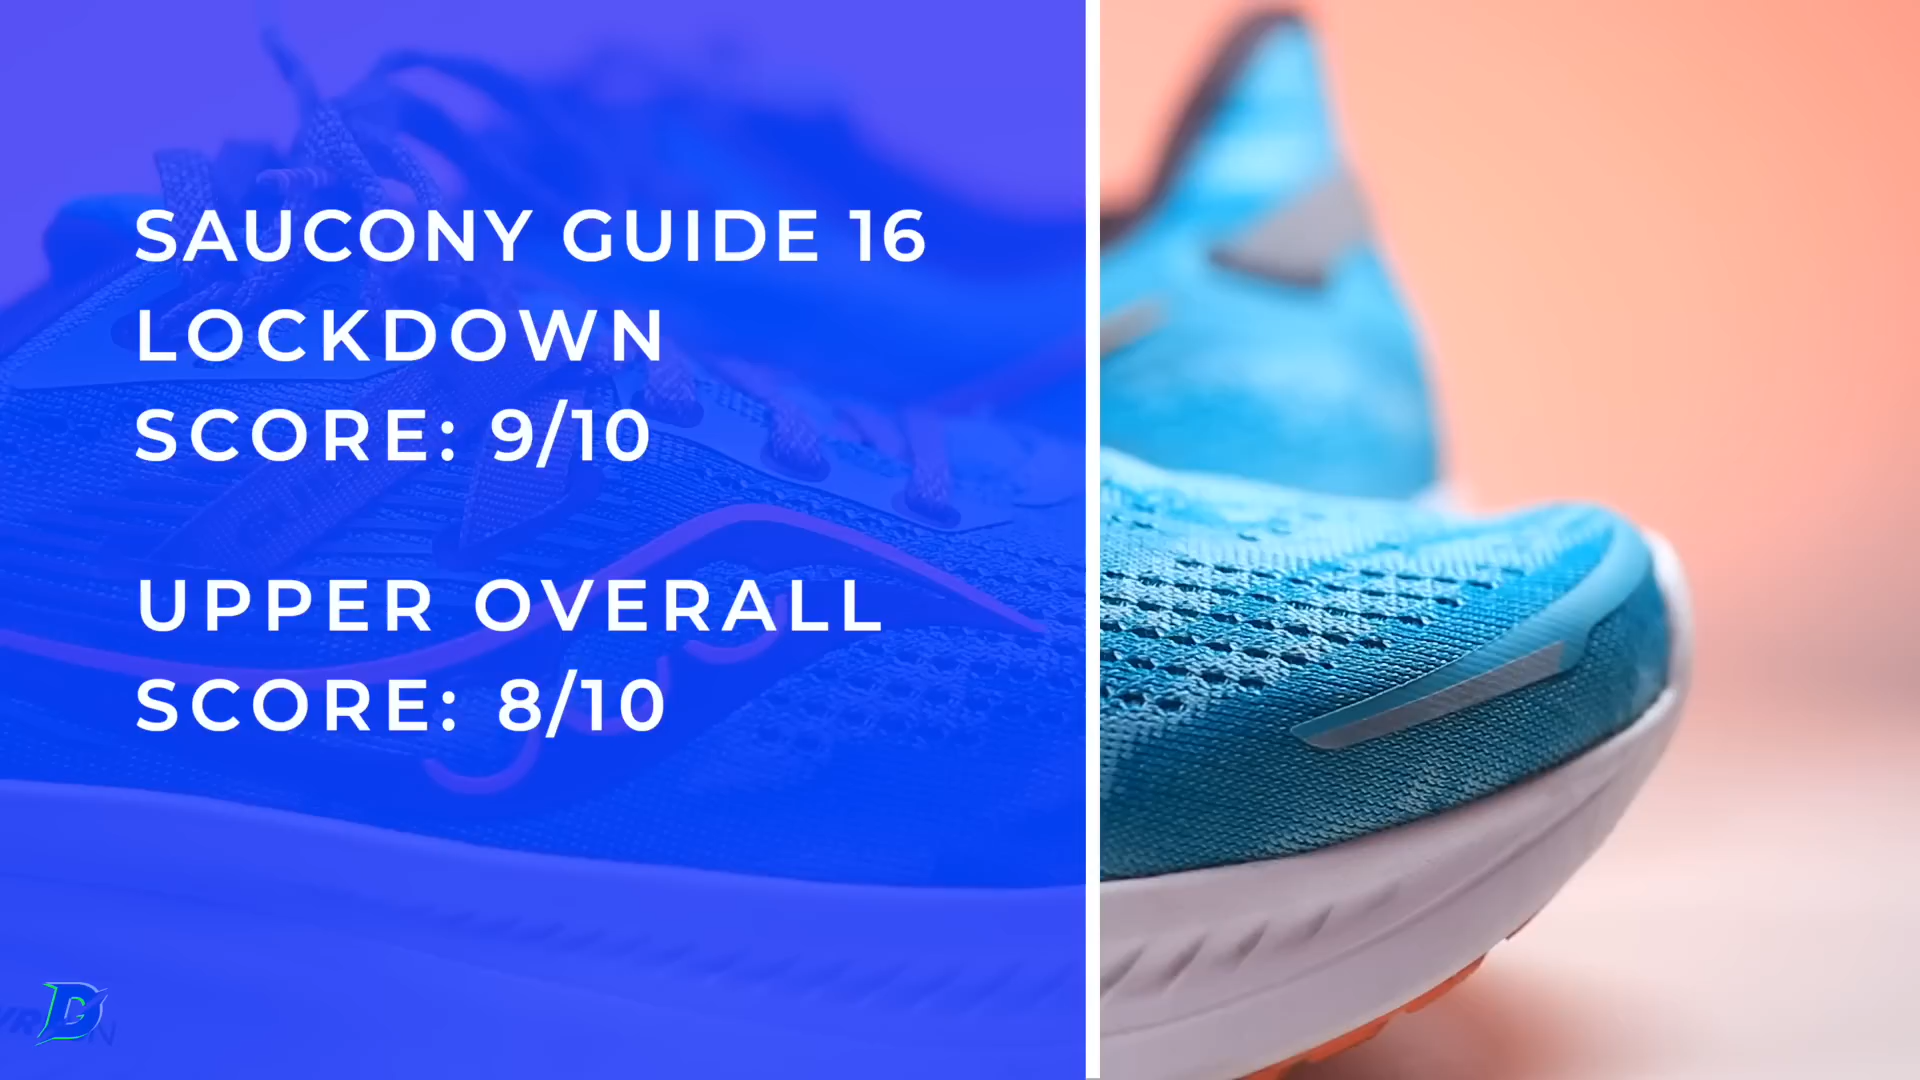 SAUCONY GUIDE 16
LOCKDOWN
SCORE: 9/10
UPPER OVERALL
SCORE: 8/10